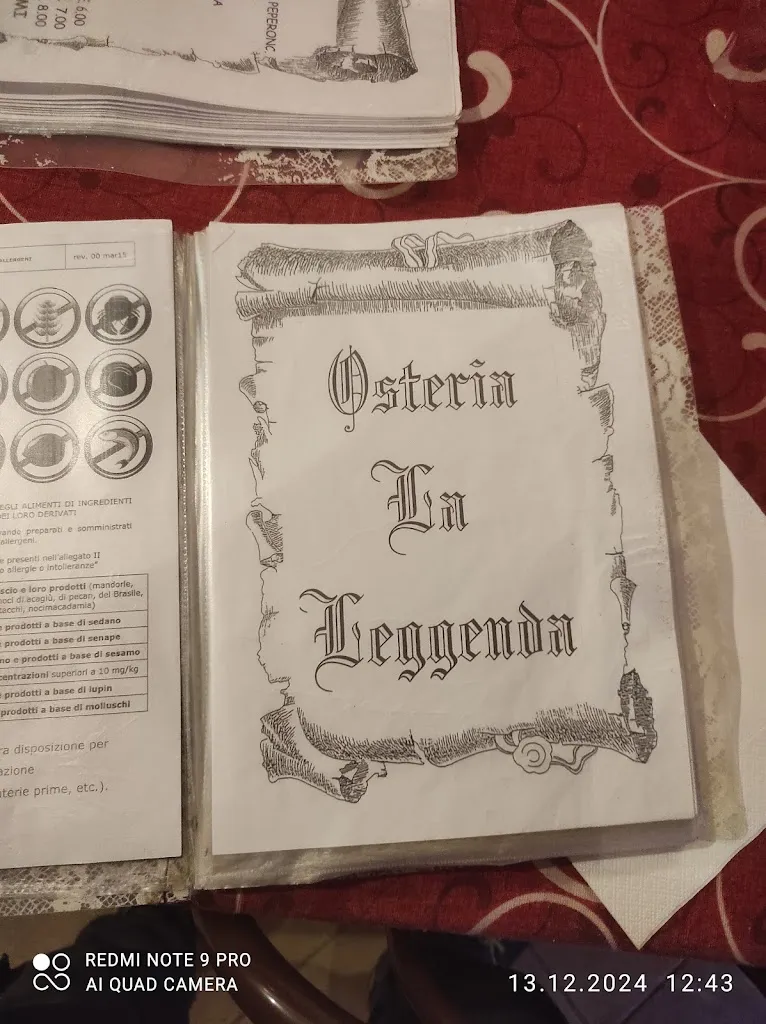 PEPERONC
€ 6.00
€ 7.00
€ 8.00
ALLERGENI
rev. 00 mar15
EGLI ALIMENTI DI INGREDIENTI
DEI LORO DERIVATI
vande preparati e somministrati
allergeni.
e presenti nell'allegato II
o allergie o intolleranze"
scio e loro prodotti (mandorle,
noci di acagiù, di pecan, del Brasile,
tacchi, nocimacadamia)
e prodotti a base di sedano
e prodotti a base di senape
mo e prodotti a base di sesamo
centrazioni superiori a 10 mg/kg
e prodotti a base di lupin
prodotti a base di molluschi
ra disposizione per
azione
aterie prime, etc.).
Osteria
La
Leggenda
REDMI NOTE 9 PRO
AI QUAD CAMERA
13.12.2024 12:43